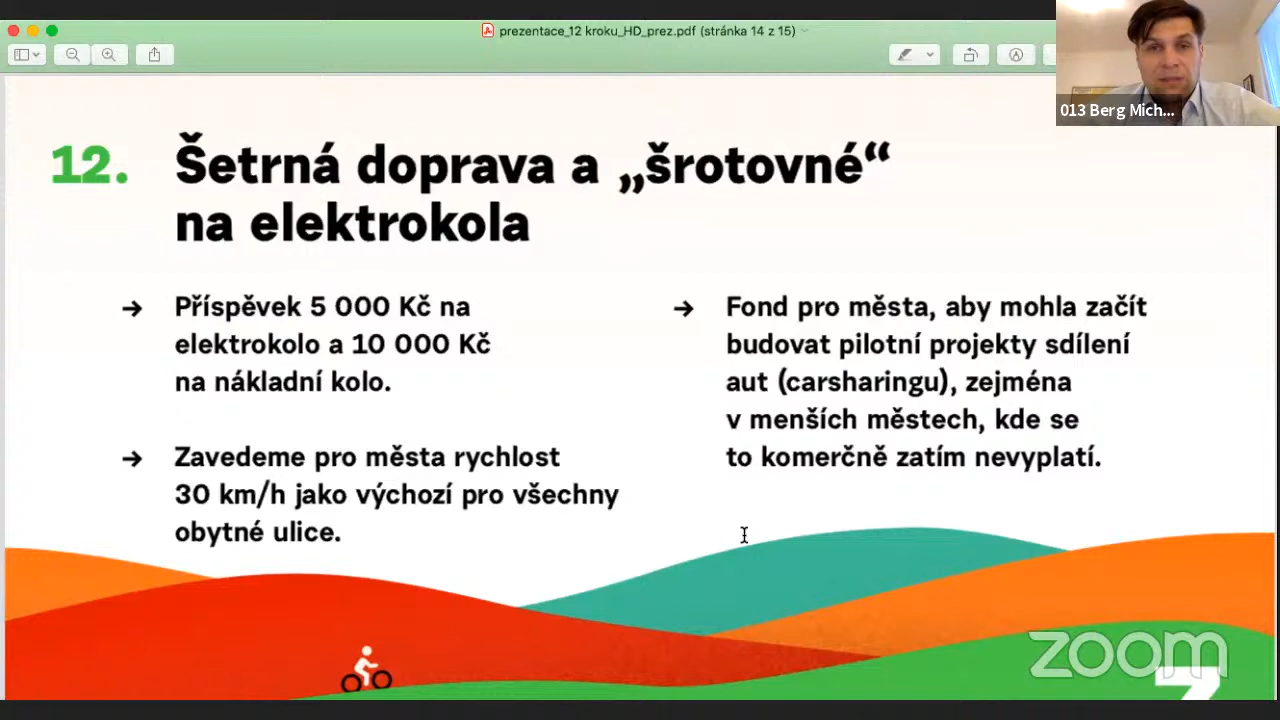 prezentace_12 kroku_HD_prez.pdf (stránka 14 z 15)
013 Berg Mich...
12. Šetrná doprava a „šrotovné“
na elektrokola
→ Příspěvek 5 000 Kč na
elektrokolo a 10 000 Kč
na nákladní kolo.
→ Zavedeme pro města rychlost
30 km/h jako výchozí pro všechny
obytné ulice.
→ Fond pro města, aby mohla začít
budovat pilotní projekty sdílení
aut (carsharingu), zejména
v menších městech, kde se
to komerčně zatím nevyplatí.
zoom